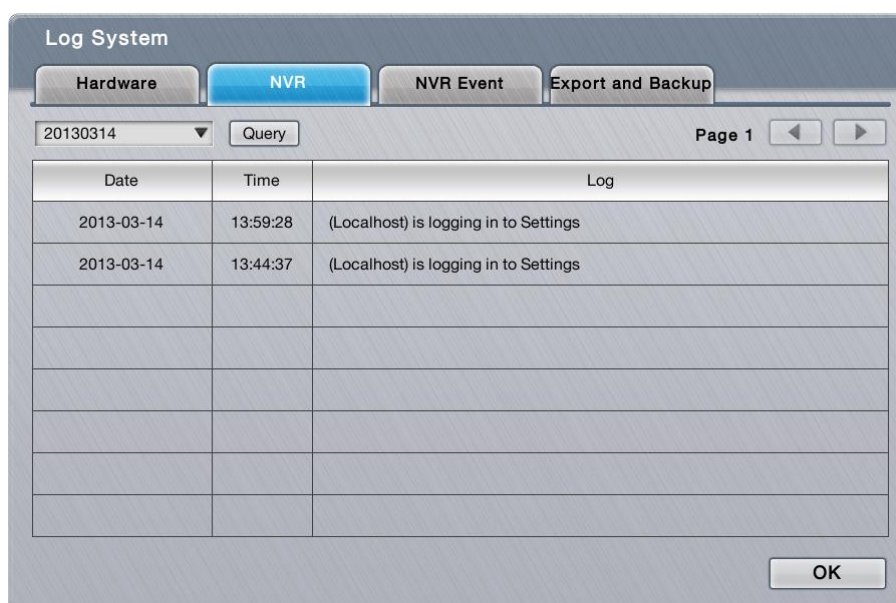 Log System
Hardware NVR NVR Event Export and Backup
20130314 Query Page 1
Date Time Log
2013-03-14 13:59:28 (Localhost) is logging in to Settings
2013-03-14 13:44:37 (Localhost) is logging in to Settings
OK